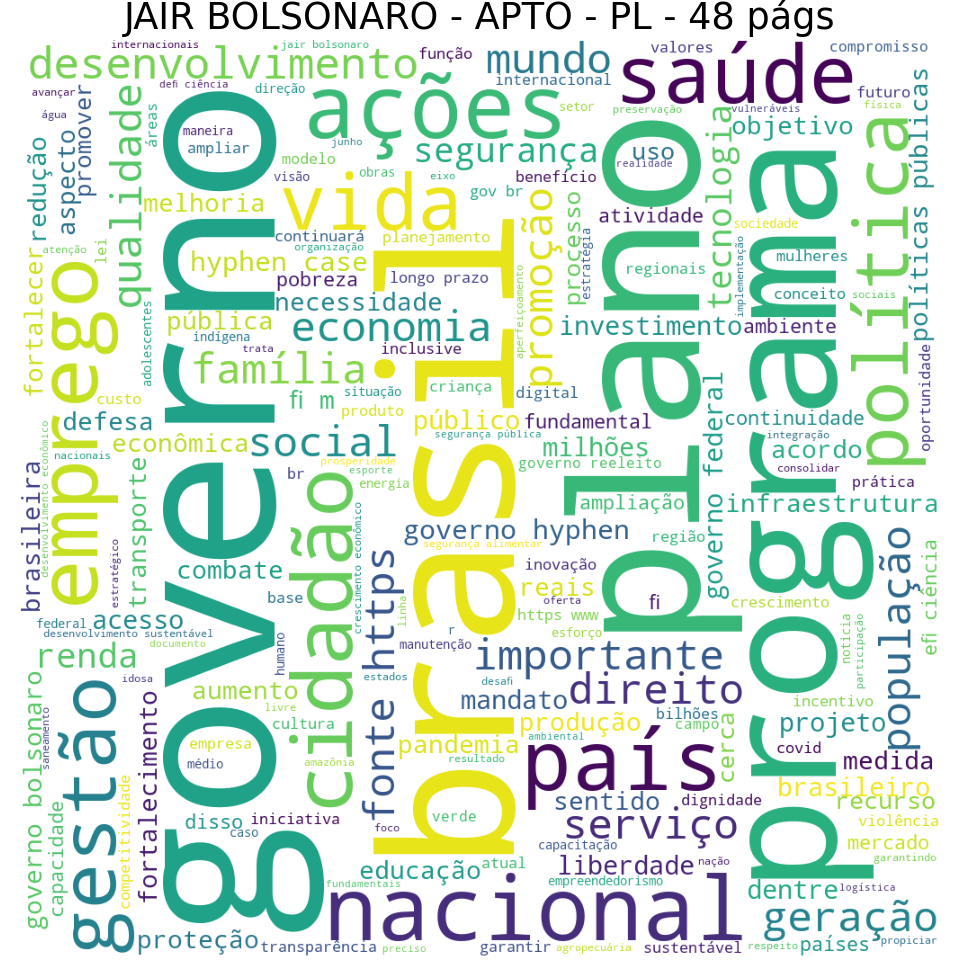 JAIR BOLSONARO - APTO - PL - 48 págs
internacionais
jair bolsonaro
função
mundo
valores
compromisso
desenvolvimento
saúde
avançar
defi ciência
direção
internacional
futuro
água
promover
áreas
ações
setor
preservação
vulneráveis
física
maneira
ampliar
junho
segurança
uso
objetivo
públicas
redução
aspecto
qualidade
modelo
obras
realidade
tecnologia
visão
vida
eixo
gov br
benefício
melhoria
promoção
atividade
sociedade
continuará
planejamento
processo
estratégia
organização
atenção
lei
hyphen case
regionais
implementação
mulheres
pobreza
longo prazo
conceito
sociais
fortalecer
emprego
governo
necessidade
brasil
plano
programa
política
políticas
pública
economia
aperfeiçoamento
investimento
ambiente
indígena
trata
inclusive
oportunidade
adolescentes
família
situação
criança
digital
custo
fi m
produto
público
fundamental
continuidade
defesa
econômica
social
segurança pública
milhões
integração
acordo
nacionais
desenvolvimento econômico
prosperidade
esporte
governo reeleito
governo federal
consolidar
brasileira
transporte
br
energia
prática
cidadão
ampliação
infraestrutura
crescimento econômico
governo hyphen
região
estratégico
combate
segurança alimentar
inovação
população
efi ciência
base
reais
fi
crescimento
federal
acesso
linha
oferta
https www
desenvolvimento sustentável
documento
r
esforço
noticia
participação
renda
humano
fonte https
manutenção
importante
idosa
estados
desafi
direito
aumento
mandato
incentivo
livre
cultura
produção
bilhões
campo
projeto
governo bolsonaro
saneamento
gestão
fortalecimento
empresa
pandemia
ambiental
cerca
covid
médio
amazônia
resultado
país
medida
competitividade
brasileiro
capacidade
sentido
dignidade
recurso
disso
iniciativa
verde
serviço
violência
caso
foco
capacitação
mercado
educação
atual
liberdade
nação
garantindo
fundamentais
empreendedorismo
dentre
logística
nacional
geração
proteção
transparência
preciso
garantir
agropecuária
sustentável
respeito
países
propiciar